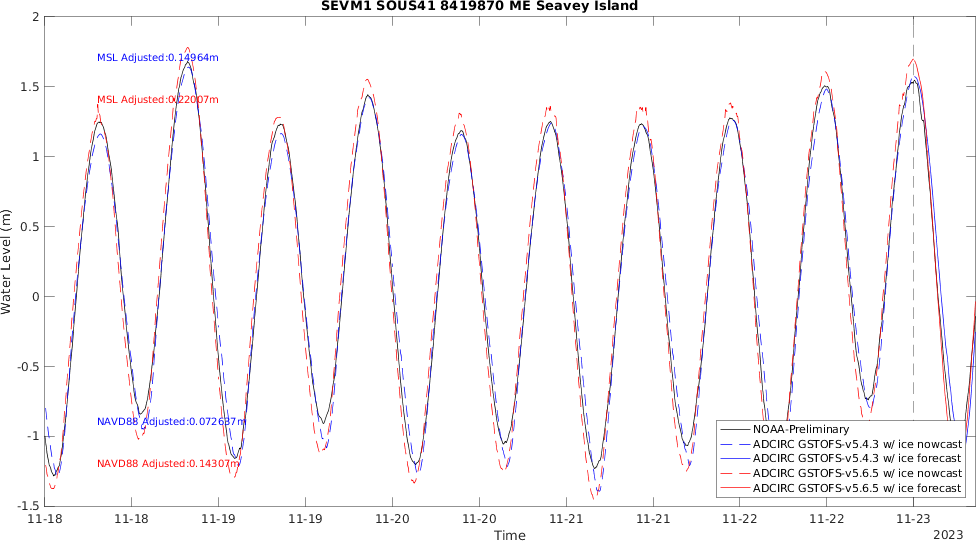 SEVM1 SOUS41 8419870 ME Seavey Island
2
1.5
1
0.5
0
-0.5
-1
-1.5
Water Level (m)
MSL Adjusted:0.14964m
MSL Adjusted:0.22007m
NAVD88 Adjusted:0.072637m
NAVD88 Adjusted:0.14307m
NOAA-Preliminary
ADCIRC GSTOFS-v5.4.3 w/ ice nowcast
ADCIRC GSTOFS-v5.4.3 w/ ice forecast
ADCIRC GSTOFS-v5.6.5 w/ ice nowcast
ADCIRC GSTOFS-v5.6.5 w/ ice forecast
11-18 11-18 11-19 11-19 11-20 11-20 11-21 11-21 11-22 11-22 11-23
Time
2023